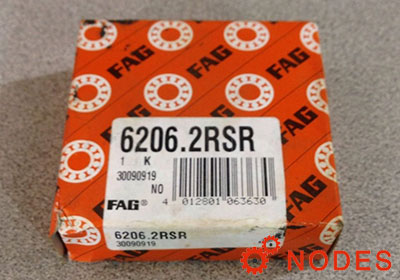 FAG
FAG
FAG
FAG
6206.2RSR
1 K
30090919
NO
FAG ® 4 012801 063630
6206.2RSR
30090919
NODES